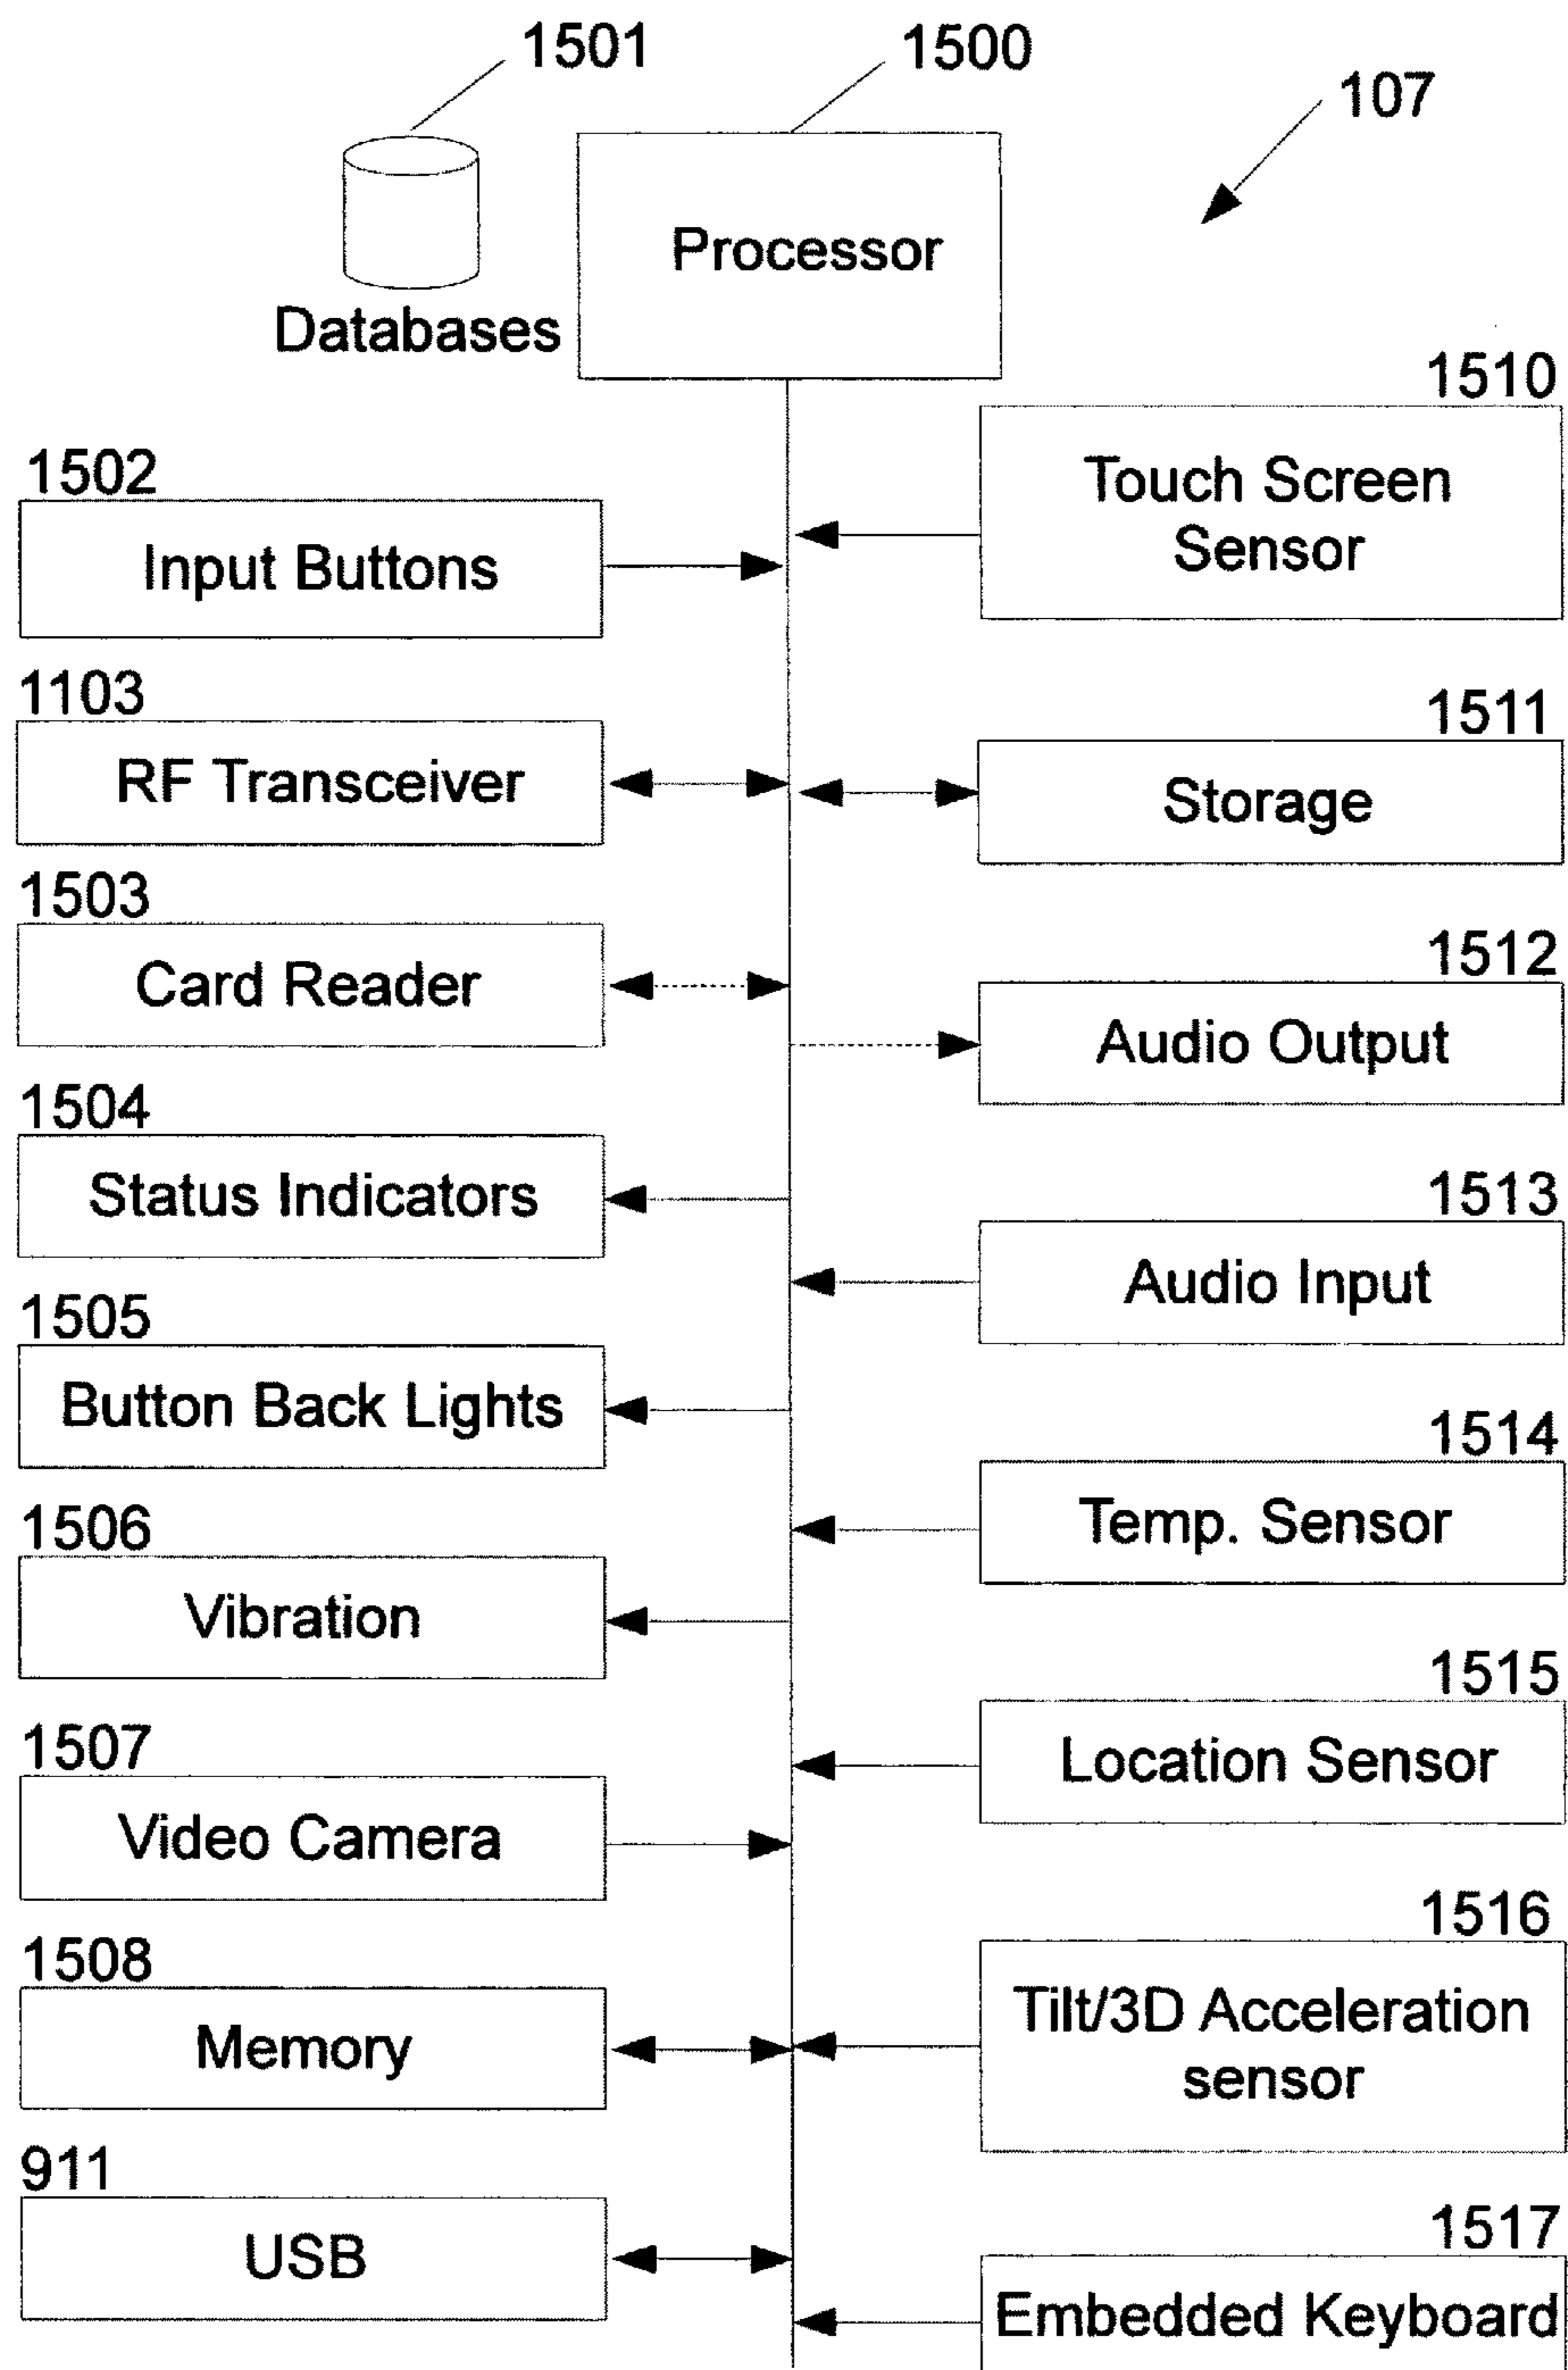 1501
1500
107
Processor
Databases
1510
Touch Screen
Sensor
1502
Input Buttons
1103
RF Transceiver
1511
Storage
1503
Card Reader
1512
Audio Output
1504
Status Indicators
1513
Audio Input
1505
Button Back Lights
1514
Temp. Sensor
1506
Vibration
1515
Location Sensor
1507
Video Camera
1516
Tilt/3D Acceleration
sensor
1508
Memory
911
USB
1517
Embedded Keyboard